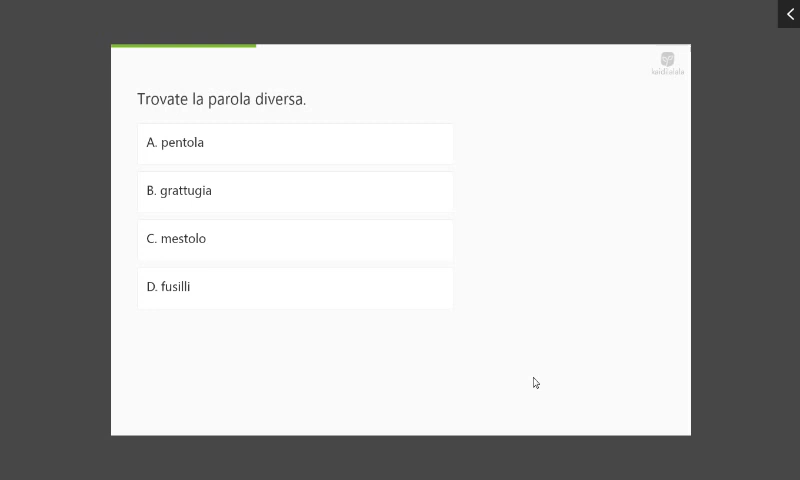 Trovate la parola diversa.
A. pentola
B. grattugia
C. mestolo
D. fusilli